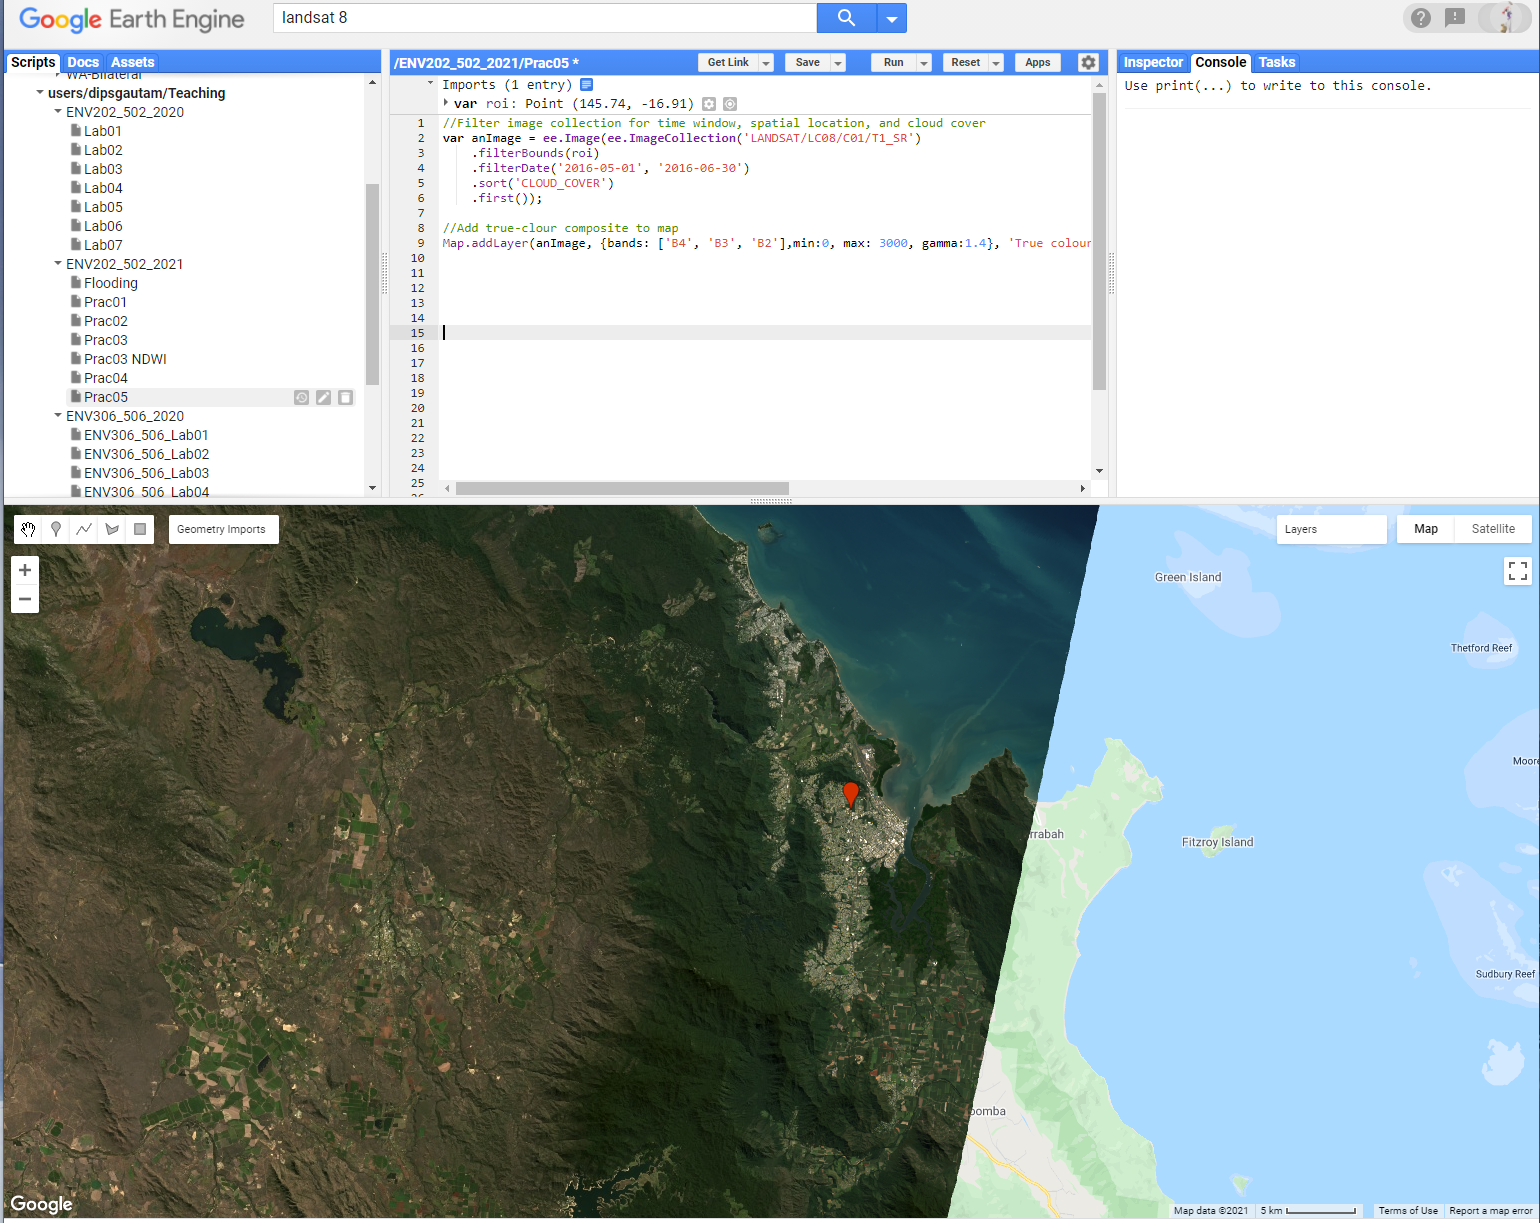 Google Earth Engine
landsat 8
Scripts Docs Assets
WA-Bilateral
users/dipsgautam/Teaching
ENV202_502_2020
Lab01
Lab02
Lab03
Lab04
Lab05
Lab06
Lab07
ENV202_502_2021
Flooding
Prac01
Prac02
Prac03
Prac03 NDWI
Prac04
Prac05
ENV306_506_2020
ENV306_506_Lab01
ENV306_506_Lab02
ENV306_506_Lab03
ENV306_506_Lab04
/ENV202_502_2021/Prac05 *
Get Link Save Run Reset Apps
Imports (1 entry)
var roi: Point (145.74, -16.91)
1 //Filter image collection for time window, spatial location, and cloud cover
2 var anImage = ee.Image(ee.ImageCollection('LANDSAT/LC08/C01/T1_SR')
3 .filterBounds(roi)
4 .filterDate('2016-05-01', '2016-06-30')
5 .sort('CLOUD_COVER')
6 .first());
7
8 //Add true-clour composite to map
9 Map.addLayer(anImage, {bands: ['B4', 'B3', 'B2'],min:0, max: 3000, gamma:1.4}, 'True colour
10
11
12
13
14
15
16
17
18
19
20
21
22
23
24
25
Inspector Console Tasks
Use print(...) to write to this console.
Geometry Imports
Layers
Map Satellite
Green Island
Thetford Reef
Moore
rrabah
Fitzroy Island
Sudbury Reef
oomba
Google
Map data ©2021 5 km Terms of Use Report a map error